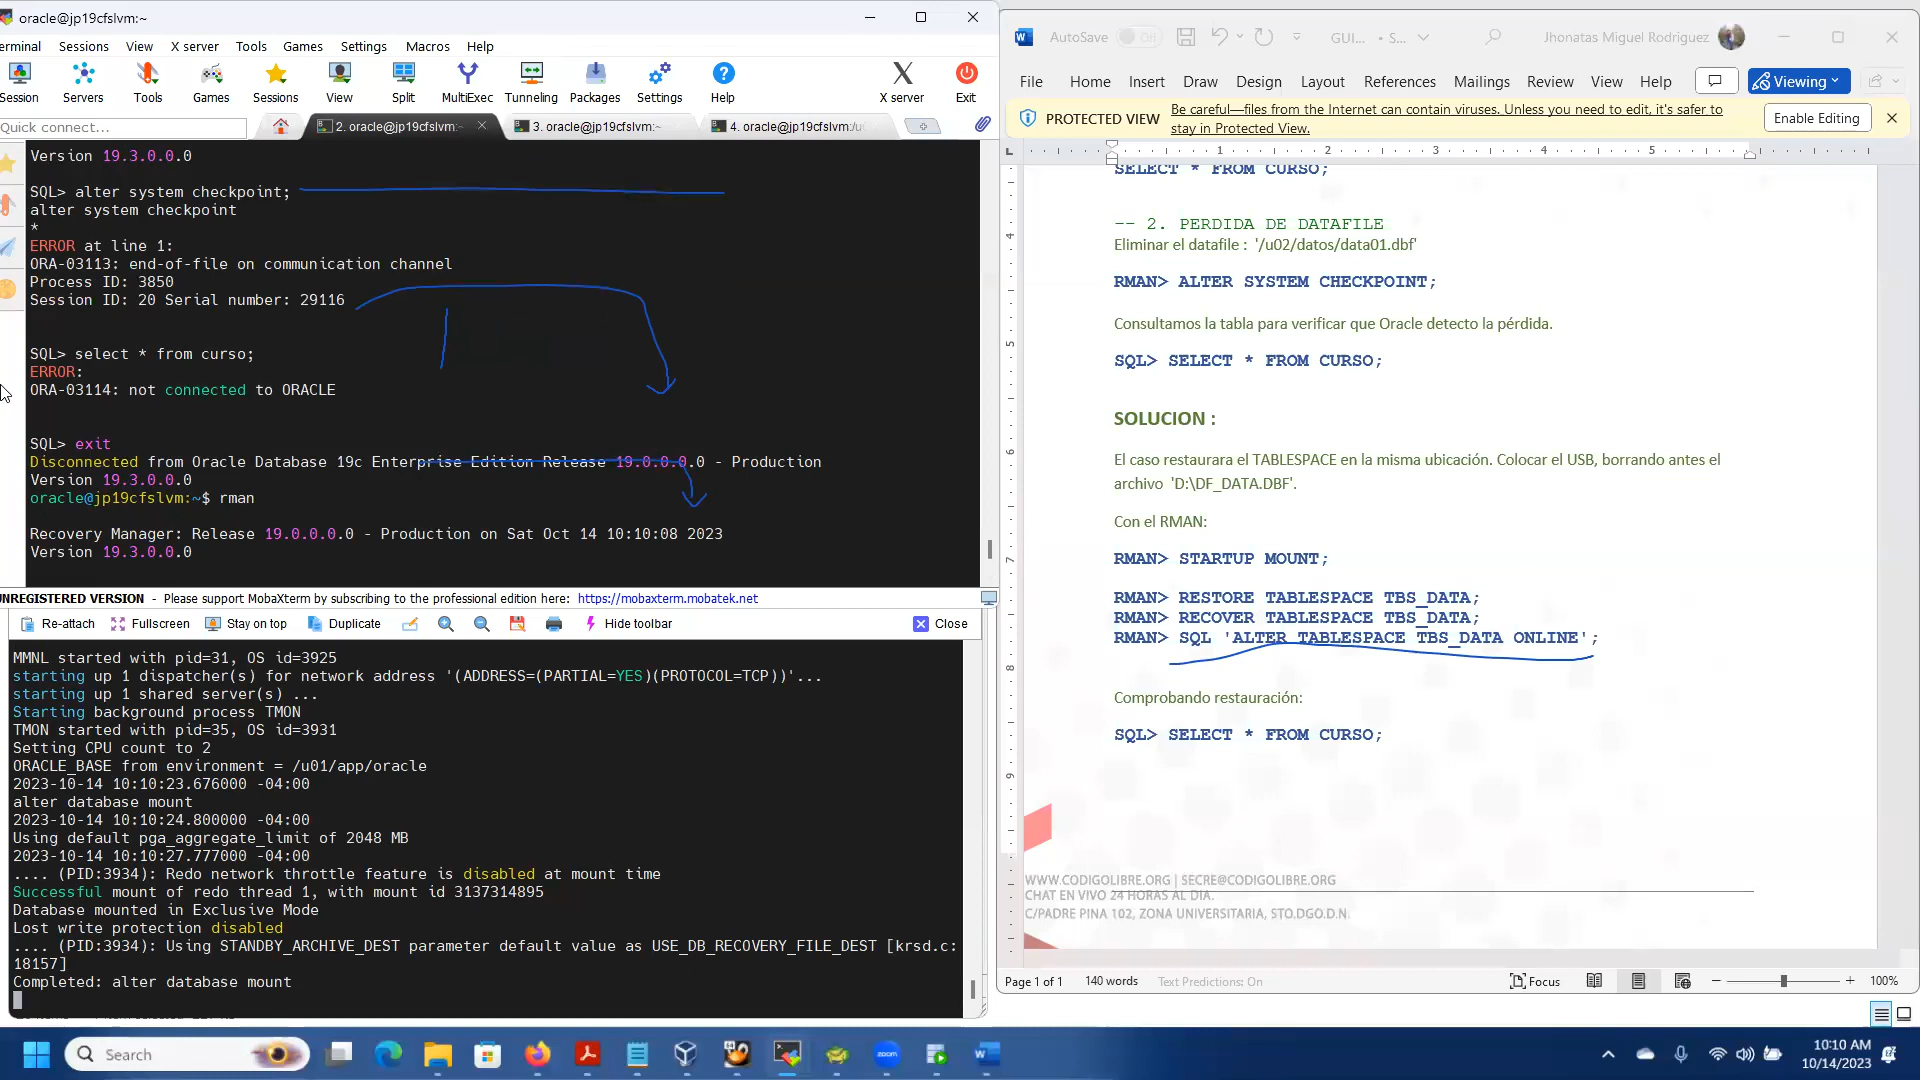 oracle@jp19cfslvm:~
erminal Sessions View X server Tools Games Settings Macros Help
Session Servers Tools Games Sessions View Split MultiExec Tunneling Packages Settings Help X server Exit
Quick connect...
2. oracle@jp19cfslvm:~
3. oracle@jp19cfslvm:~
4. oracle@jp19cfslvm:/u
Version 19.3.0.0.0
SQL> alter system checkpoint;
alter system checkpoint
*
ERROR at line 1:
ORA-03113: end-of-file on communication channel
Process ID: 3850
Session ID: 20 Serial number: 29116
SQL> select * from curso;
ERROR:
ORA-03114: not connected to ORACLE
SQL> exit
Disconnected from Oracle Database 19c Enterprise Edition Release 19.0.0.0.0 - Production
Version 19.3.0.0.0
oracle@jp19cfslvm:~$ rman
Recovery Manager: Release 19.0.0.0.0 - Production on Sat Oct 14 10:10:08 2023
Version 19.3.0.0.0
UNREGISTERED VERSION - Please support MobaXterm by subscribing to the professional edition here: https://mobaxterm.mobatek.net
Re-attach Fullscreen Stay on top Duplicate Hide toolbar Close
MMNL started with pid=31, OS id=3925
starting up 1 dispatcher(s) for network address '(ADDRESS=(PARTIAL=YES)(PROTOCOL=TCP))'...
starting up 1 shared server(s) ...
Starting background process TMON
TMON started with pid=35, OS id=3931
Setting CPU count to 2
ORACLE_BASE from environment = /u01/app/oracle
2023-10-14 10:10:23.676000 -04:00
alter database mount
2023-10-14 10:10:24.800000 -04:00
Using default pga_aggregate_limit of 2048 MB
2023-10-14 10:10:27.777000 -04:00
.... (PID:3934): Redo network throttle feature is disabled at mount time
Successful mount of redo thread 1, with mount id 3137314895
Database mounted in Exclusive Mode
Lost write protection disabled
.... (PID:3934): Using STANDBY_ARCHIVE_DEST parameter default value as USE_DB_RECOVERY_FILE_DEST [krsd.c:
18157]
Completed: alter database mount
AutoSave Off GUI... • S... Jhonatas Miguel Rodriguez
File Home Insert Draw Design Layout References Mailings Review View Help Viewing
PROTECTED VIEW Be careful—files from the Internet can contain viruses. Unless you need to edit, it's safer to
stay in Protected View. Enable Editing
1 2 3 4 5
SELECT * FROM CURSO;
-- 2. PERDIDA DE DATAFILE
Eliminar el datafile : '/u02/datos/data01.dbf'
RMAN> ALTER SYSTEM CHECKPOINT;
Consultamos la tabla para verificar que Oracle detecto la pérdida.
SQL> SELECT * FROM CURSO;
SOLUCION :
El caso restaurara el TABLESPACE en la misma ubicación. Colocar el USB, borrando antes el
archivo 'D:\DF_DATA.DBF'.
Con el RMAN:
RMAN> STARTUP MOUNT;
RMAN> RESTORE TABLESPACE TBS_DATA;
RMAN> RECOVER TABLESPACE TBS_DATA;
RMAN> SQL 'ALTER TABLESPACE TBS_DATA ONLINE';
Comprobando restauración:
SQL> SELECT * FROM CURSO;
WWW.CODIGOLIBRE.ORG | SECRE@CODIGOLIBRE.ORG
CHAT EN VIVO 24 HORAS AL DIA.
C/PADRE PINA 102, ZONA UNIVERSITARIA, STO.DGO.D.N.
Page 1 of 1 140 words Text Predictions: On Focus 100%
Search
zoom
10:10 AM
10/14/2023